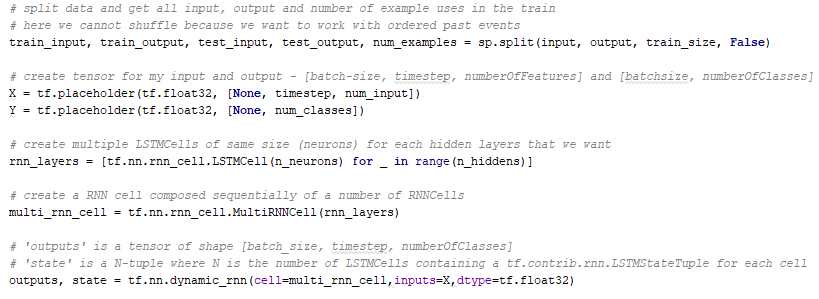 # split data and get all input, output and number of example uses in the train
# here we cannot shuffle because we want to work with ordered past events
train_input, train_output, test_input, test_output, num_examples = sp.split(input, output, train_size, False)
# create tensor for my input and output - [batch-size, timestep, numberOfFeatures] and [batchsize, numberOfClasses]
X = tf.placeholder(tf.float32, [None, timestep, num_input])
Y = tf.placeholder(tf.float32, [None, num_classes])
# create multiple LSTMCells of same size (neurons) for each hidden layers that we want
rnn_layers = [tf.nn.rnn_cell.LSTMCell(n_neurons) for _ in range(n_hiddens)]
# create a RNN cell composed sequentially of a number of RNNCells
multi_rnn_cell = tf.nn.rnn_cell.MultiRNNCell(rnn_layers)
# 'outputs' is a tensor of shape [batch_size, timestep, numberOfClasses]
# 'state' is a N-tuple where N is the number of LSTMCells containing a tf.contrib.rnn.LSTMStateTuple for each cell
outputs, state = tf.nn.dynamic_rnn(cell=multi_rnn_cell,inputs=X,dtype=tf.float32)